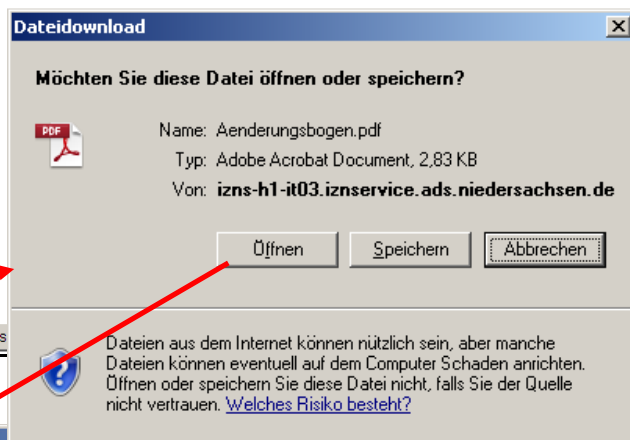 Dateidownload
Möchten Sie diese Datei öffnen oder speichern?
PDF
Name: Aenderungsbogen.pdf
Typ: Adobe Acrobat Document, 2,83 KB
Von: izns-h1-it03.iznservice.ads.niedersachsen.de
Öffnen Speichern Abbrechen
Dateien aus dem Internet können nützlich sein, aber manche
Dateien können eventuell auf dem Computer Schaden anrichten.
Öffnen oder speichern Sie diese Datei nicht, falls Sie der Quelle
nicht vertrauen. Welches Risiko besteht?